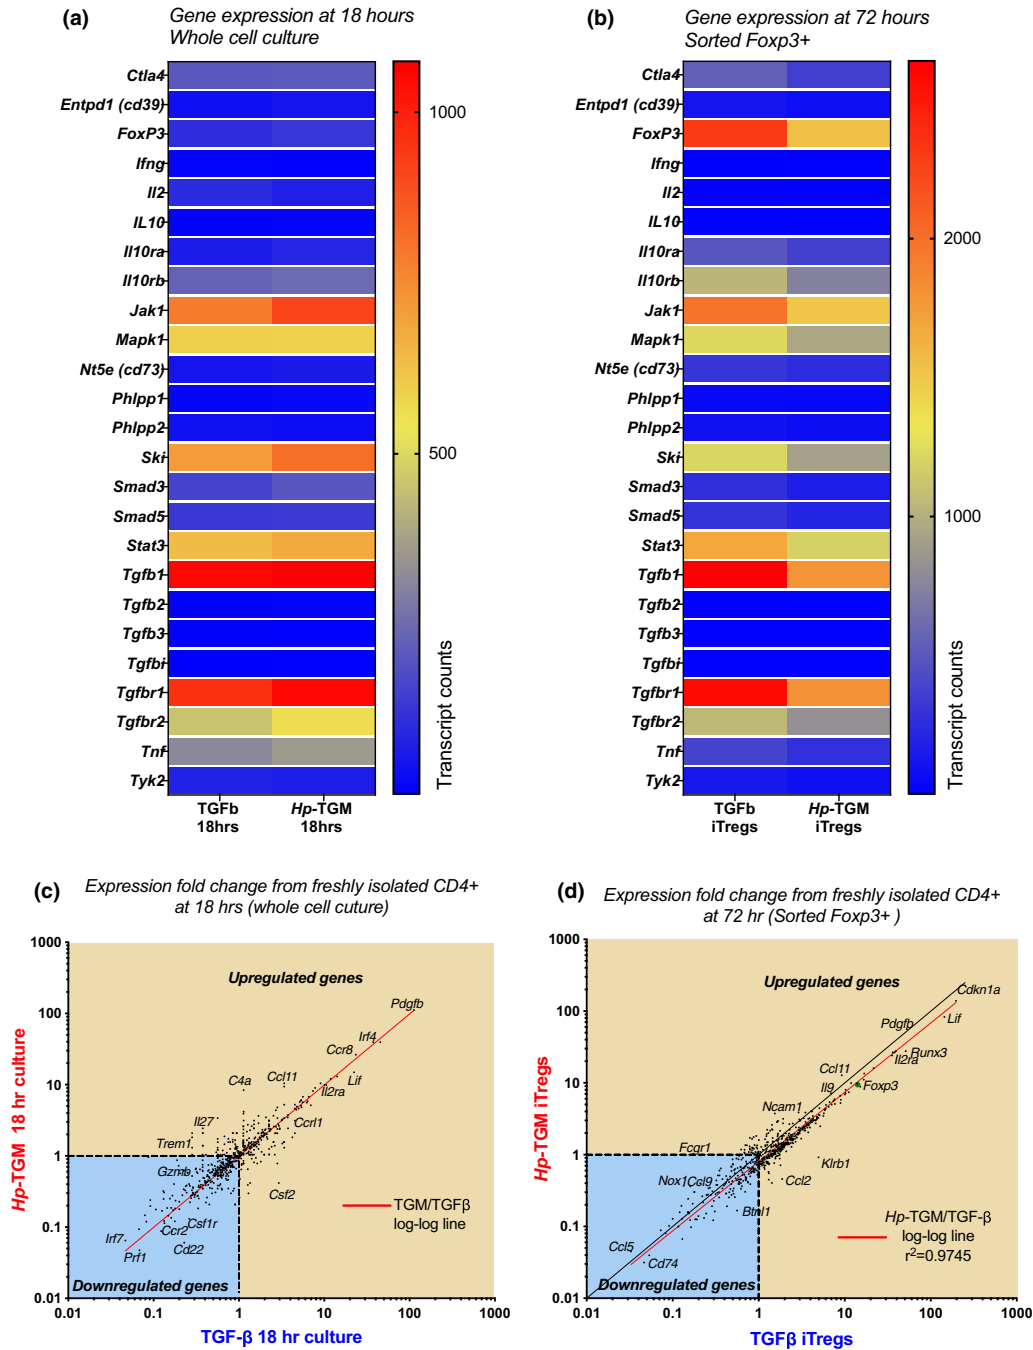 (a)
Gene expression at 18 hours
Whole cell culture
Ctla4
Entpd1 (cd39)
FoxP3
Ifng
Il2
IL10
Il10ra
Il10rb
Jak1
Mapk1
Nt5e (cd73)
Phlpp1
Phlpp2
Ski
Smad3
Smad5
Stat3
Tgfb1
Tgfb2
Tgfb3
Tgfbi
Tgfbr1
Tgfbr2
Tnf
Tyk2
TGFb
18hrs
Hp-TGM
18hrs
1000
500
Transcript counts
(b)
Gene expression at 72 hours
Sorted Foxp3+
Ctla4
Entpd1 (cd39)
FoxP3
Ifng
Il2
IL10
Il10ra
Il10rb
Jak1
Mapk1
Nt5e (cd73)
Phlpp1
Phlpp2
Ski
Smad3
Smad5
Stat3
Tgfb1
Tgfb2
Tgfb3
Tgfbi
Tgfbr1
Tgfbr2
Tnf
Tyk2
TGFb
iTregs
Hp-TGM
iTregs
2000
1000
Transcript counts
(c)
Expression fold change from freshly isolated CD4+
at 18 hrs (whole cell cuture)
1000
100
10
1
0.1
0.01
Hp-TGM 18 hr culture
Upregulated genes
Pdgfb
Irf4
Ccr8
Lif
Ccl11
C4a
Il2ra
Il27
Ccrl1
Trem1
Gzmb
Csf2
Csf1r
Ccr2
Irf7
Cd22
Prf1
TGM/TGFβ
log-log line
Downregulated genes
0.01
0.1
1
10
100
1000
TGF-β 18 hr culture
(d)
Expression fold change from freshly isolated CD4+
at 72 hr (Sorted Foxp3+ )
1000
100
10
1
0.1
0.01
Hp-TGM iTregs
Upregulated genes
Cdkn1a
Pdgfb
Lif
Runx3
Il2ra
Ccl11
Il9
Foxp3
Ncam1
Fcgr1
Klrb1
Nox1
Ccl9
Ccl2
Btnl1
Ccl5
Cd74
Hp-TGM/TGF-β
log-log line
r²=0.9745
Downregulated genes
0.01
0.1
1
10
100
1000
TGFβ iTregs